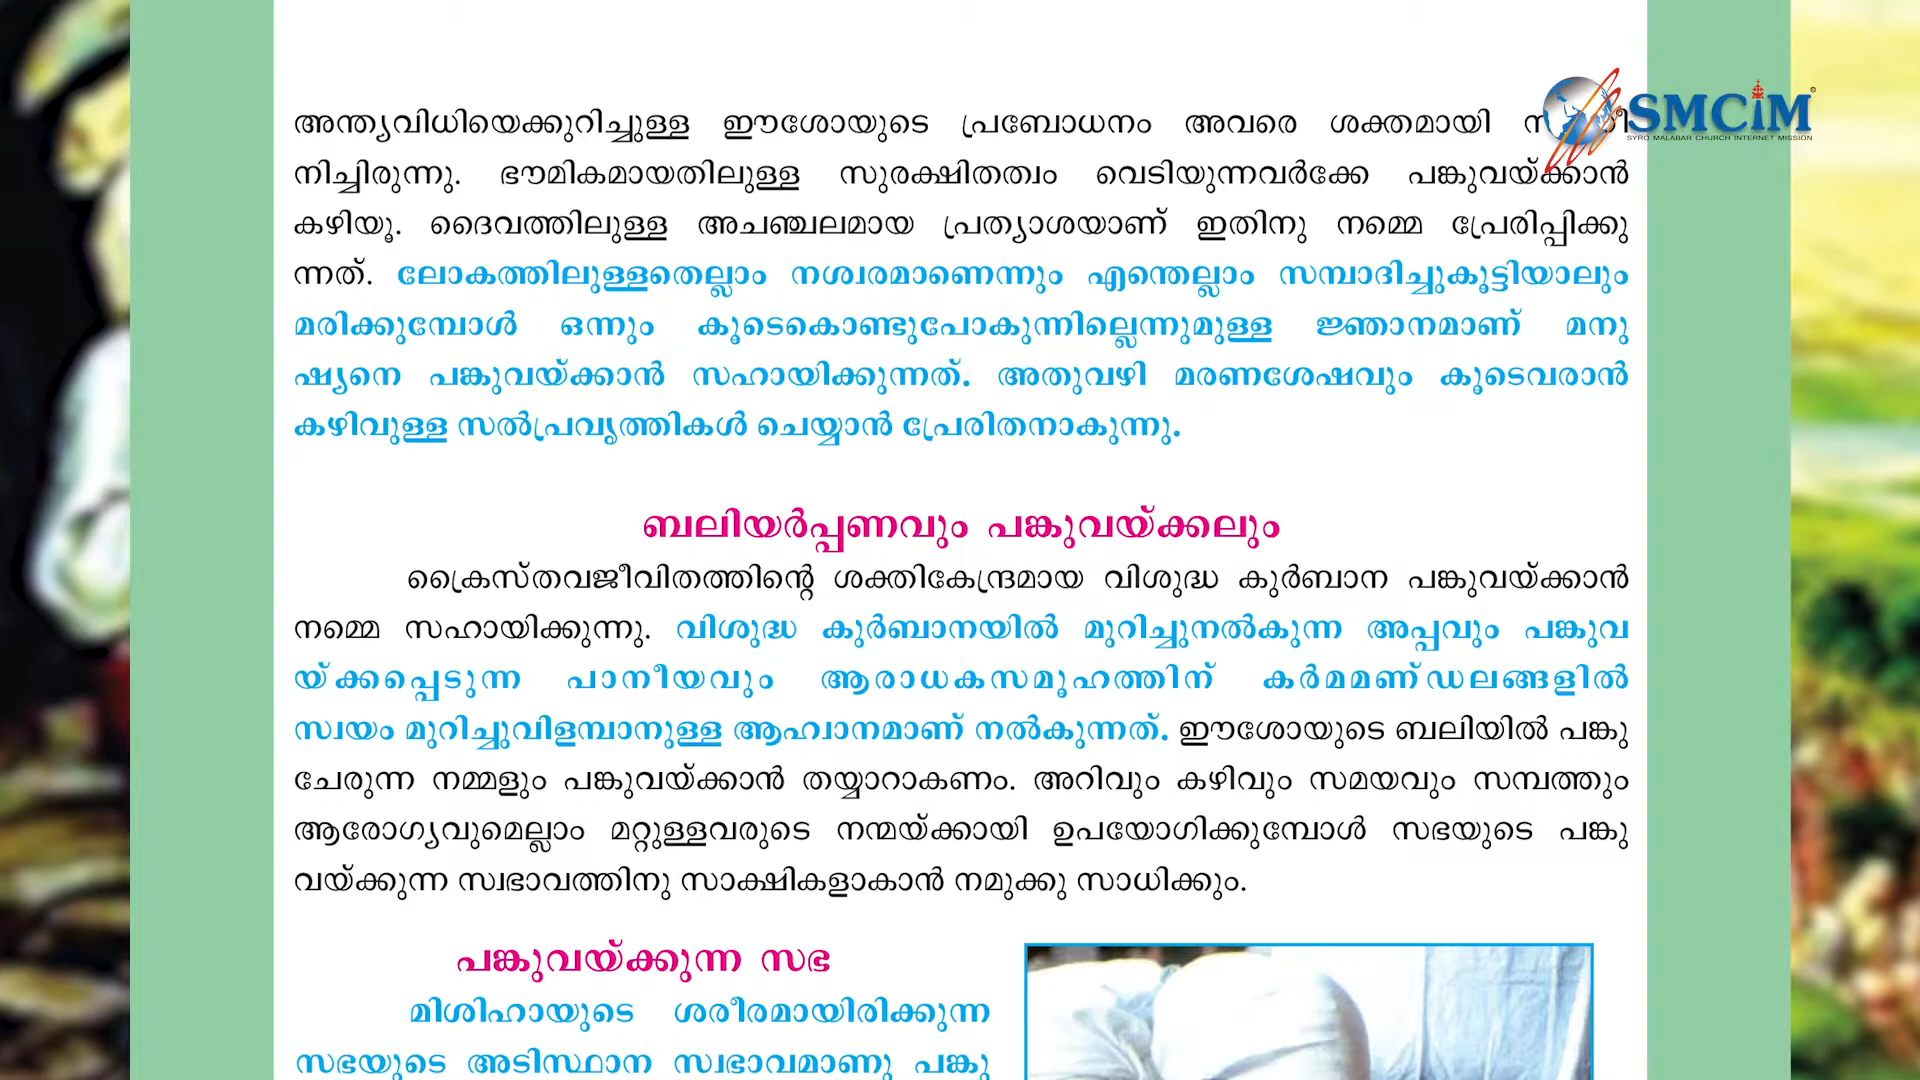 അന്ത്യവിധിയെക്കുറിച്ചുള്ള ഈശോയുടെ പ്രബോധനം അവരെ ശക്തമായി
SMCIM
SYRO MALABAR CHURCH INTERNET MISSION
നിച്ചിരുന്നു. ഭൗമികമായതിലുള്ള സുരക്ഷിതത്വം വെടിയുന്നവർക്കേ പങ്കുവയ്ക്കാൻ
കഴിയൂ. ദൈവത്തിലുള്ള അചഞ്ചലമായ പ്രത്യാശയാണ് ഇതിനു നമ്മെ പ്രേരിപ്പിക്കു
ന്നത്. ലോകത്തിലുള്ളതെല്ലാം നശ്വരമാണെന്നും എന്തെല്ലാം സമ്പാദിച്ചുകൂട്ടിയാലും
മരിക്കുമ്പോൾ ഒന്നും കൂടെകൊണ്ടുപോകുന്നില്ലെന്നുമുള്ള ജ്ഞാനമാണ് മനു
ഷ്യനെ പങ്കുവയ്ക്കാൻ സഹായിക്കുന്നത്. അതുവഴി മരണശേഷവും കൂടെവരാൻ
കഴിവുള്ള സൽപ്രവൃത്തികൾ ചെയ്യാൻ പ്രേരിതനാകുന്നു.
ബലിയർപ്പണവും പങ്കുവയ്ക്കലും
ക്രൈസ്തവജീവിതത്തിന്റെ ശക്തികേന്ദ്രമായ വിശുദ്ധ കുർബാന പങ്കുവയ്ക്കാൻ
നമ്മെ സഹായിക്കുന്നു. വിശുദ്ധ കുർബാനയിൽ മുറിച്ചുനൽകുന്ന അപ്പവും പങ്കുവ
യ്ക്കപ്പെടുന്ന പാനീയവും ആരാധകസമൂഹത്തിന് കർമമണ്ഡലങ്ങളിൽ
സ്വയം മുറിച്ചുവിളമ്പാനുള്ള ആഹ്വാനമാണ് നൽകുന്നത്. ഈശോയുടെ ബലിയിൽ പങ്കു
ചേരുന്ന നമ്മളും പങ്കുവയ്ക്കാൻ തയ്യാറാകണം. അറിവും കഴിവും സമയവും സമ്പത്തും
ആരോഗ്യവുമെല്ലാം മറ്റുള്ളവരുടെ നന്മയ്ക്കായി ഉപയോഗിക്കുമ്പോൾ സഭയുടെ പങ്കു
വയ്ക്കുന്ന സ്വഭാവത്തിനു സാക്ഷികളാകാൻ നമുക്കു സാധിക്കും.
പങ്കുവയ്ക്കുന്ന സഭ
മിശിഹായുടെ ശരീരമായിരിക്കുന്ന
സഭയുടെ അടിസ്ഥാന സ്വഭാവമാണു പങ്കു